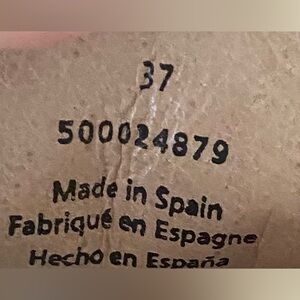 37
500024879
Made in Spain
Fabriqué en Espagne
Hecho en España